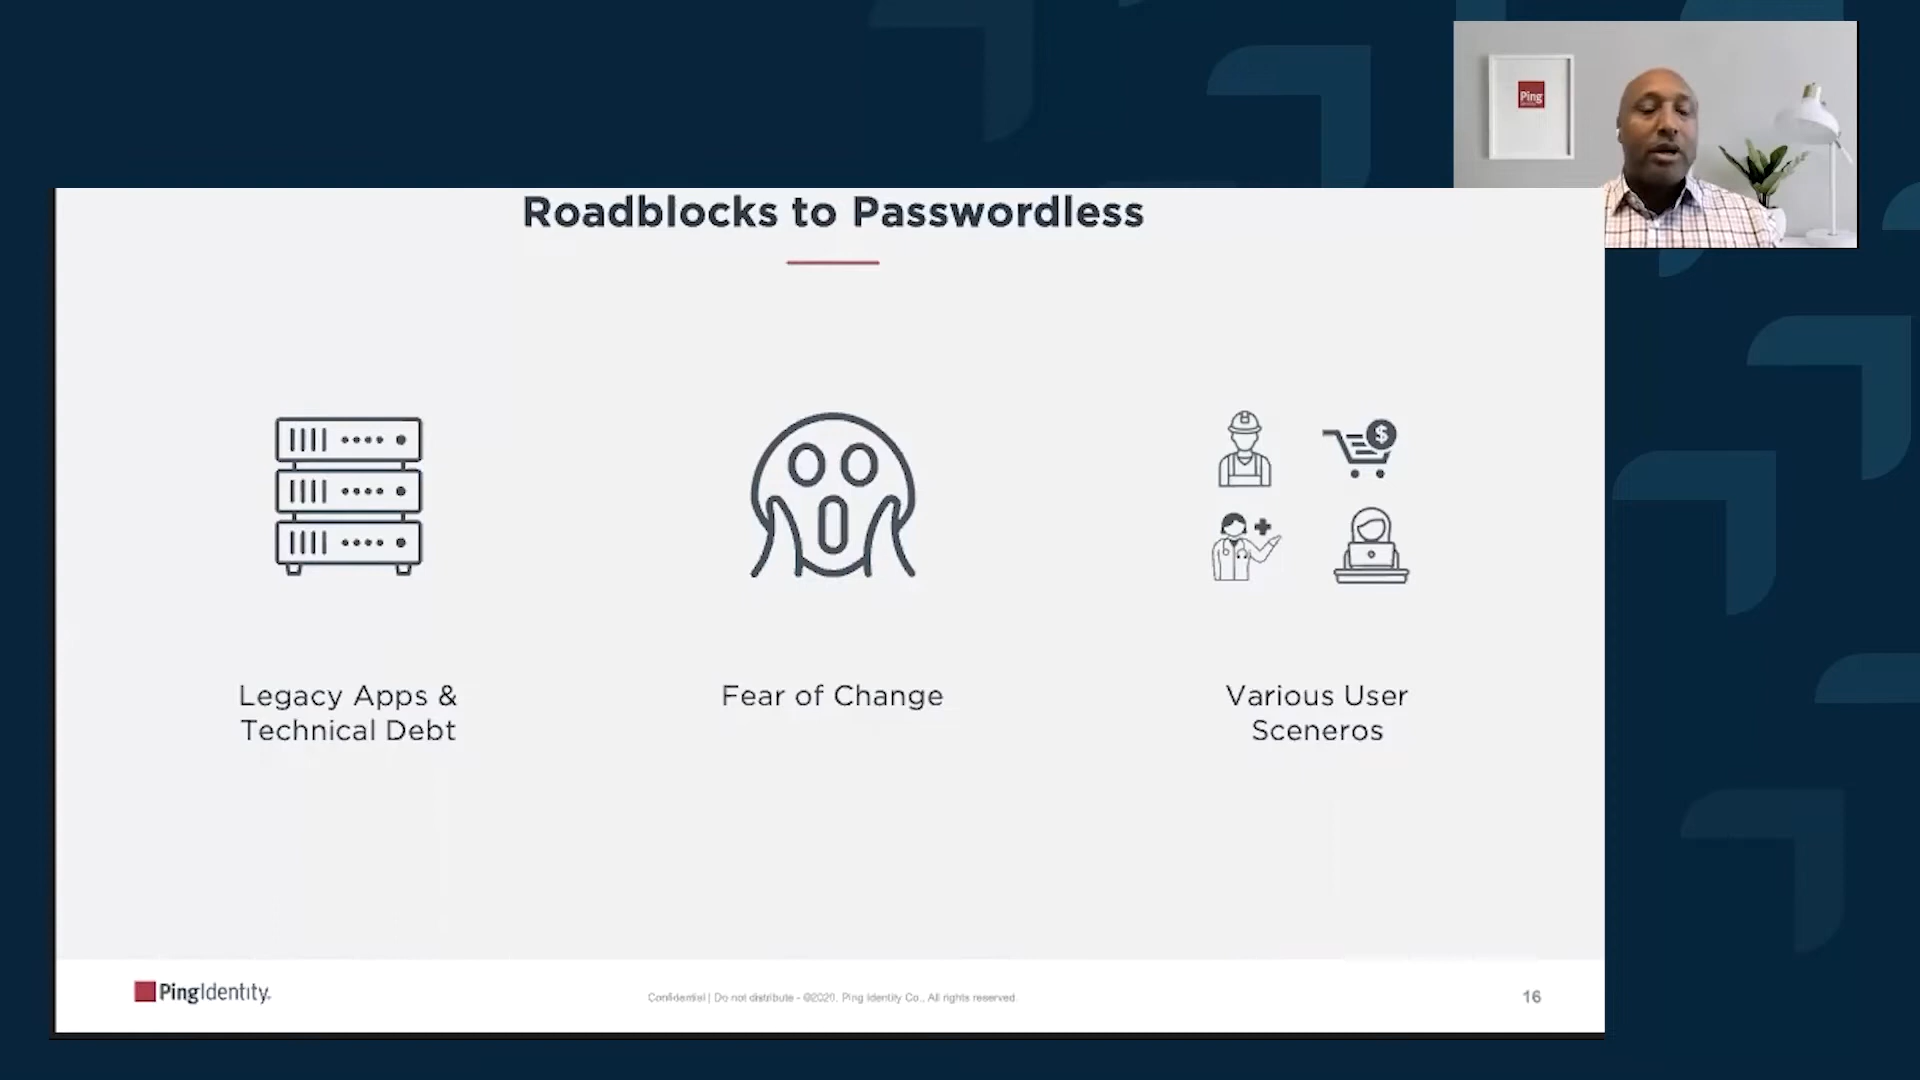 Ping
Roadblocks to Passwordless
$
Legacy Apps &
Technical Debt
Fear of Change
Various User
Sceneros
PingIdentity.
Confidential | Do not distribute - ©2020, Ping Identity Co., All rights reserved.
16